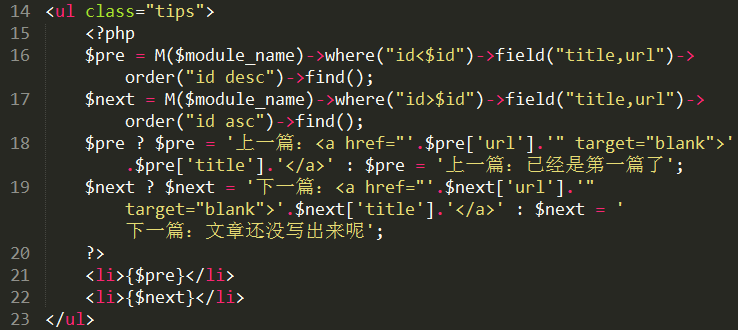 14 <ul class="tips">
15 <?php
16 $pre = M($module_name)->where("id<$id")->field("title,url")->
order("id desc")->find();
17 $next = M($module_name)->where("id>$id")->field("title,url")->
order("id asc")->find();
18 $pre ? $pre = '上一篇：<a href="'.$pre['url'].'" target="blank">'
.$pre['title'].'</a>' : $pre = '上一篇：已经是第一篇了';
19 $next ? $next = '下一篇：<a href="'.$next['url'].'"
target="blank">'.$next['title'].'</a>' : $next = '
下一篇：文章还没写出来呢';
20 ?>
21 <li>{$pre}</li>
22 <li>{$next}</li>
23 </ul>